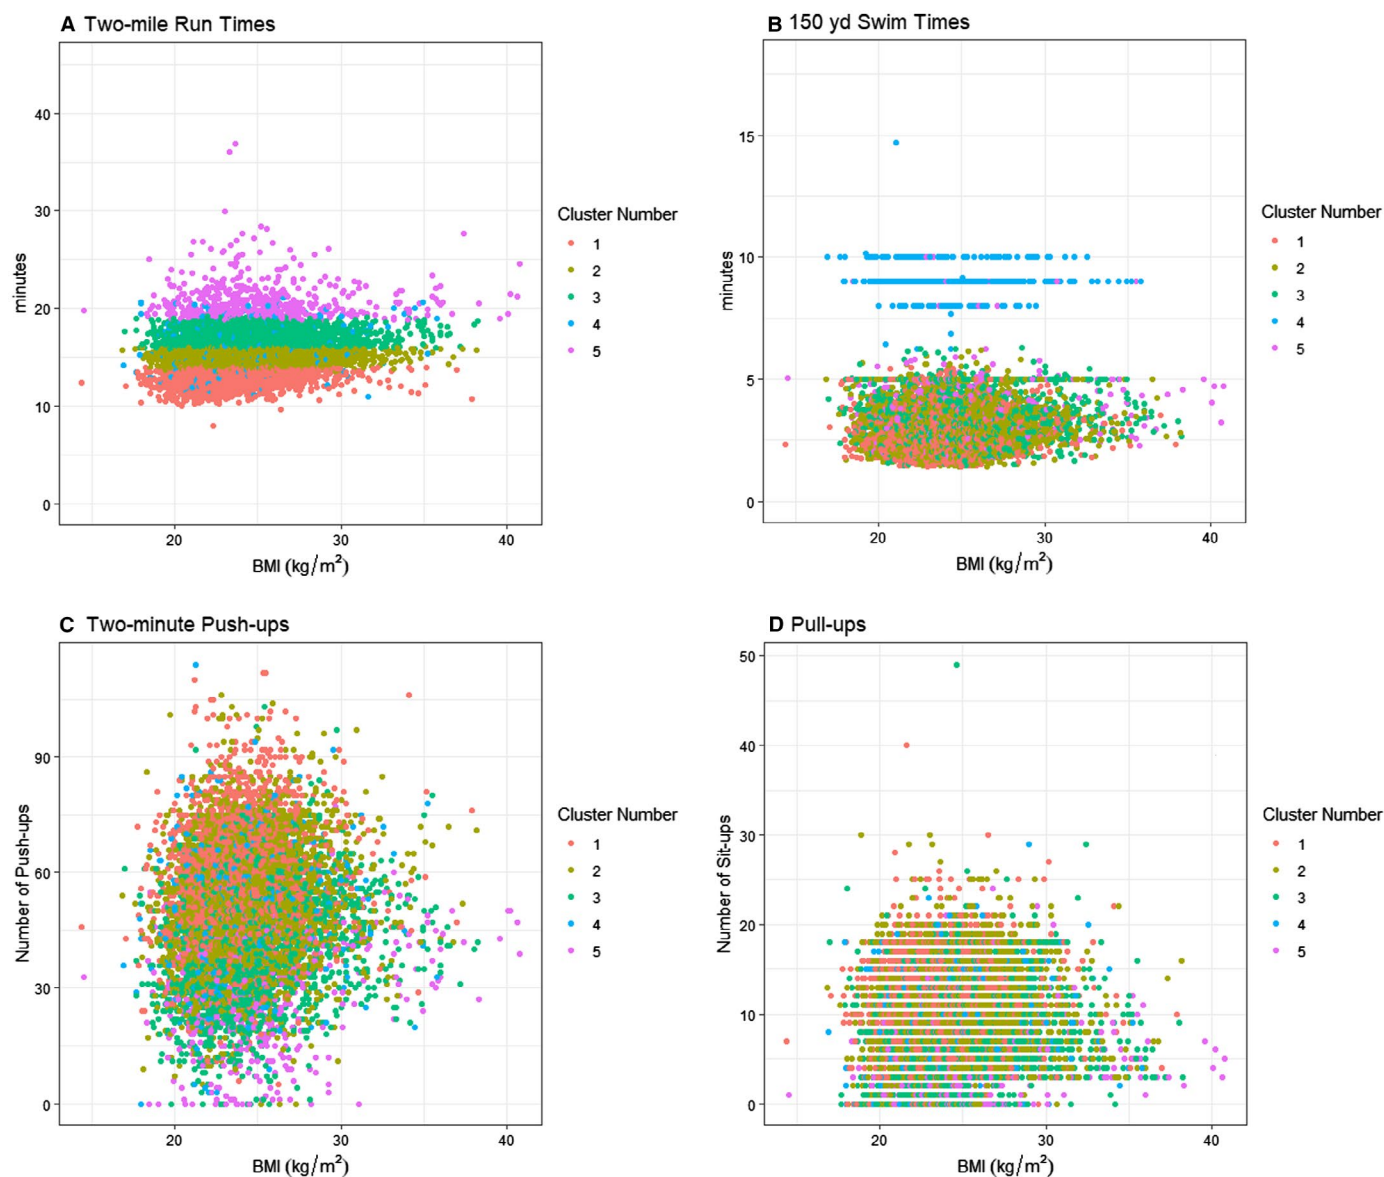 A Two-mile Run Times
minutes
40
30
20
10
0
20 30 40
BMI (kg/m²)
Cluster Number
1
2
3
4
5
B 150 yd Swim Times
minutes
15
10
5
0
20 30 40
BMI (kg/m²)
Cluster Number
1
2
3
4
5
C Two-minute Push-ups
Number of Push-ups
90
60
30
0
20 30 40
BMI (kg/m²)
Cluster Number
1
2
3
4
5
D Pull-ups
Number of Sit-ups
50
40
30
20
10
0
20 30 40
BMI (kg/m²)
Cluster Number
1
2
3
4
5